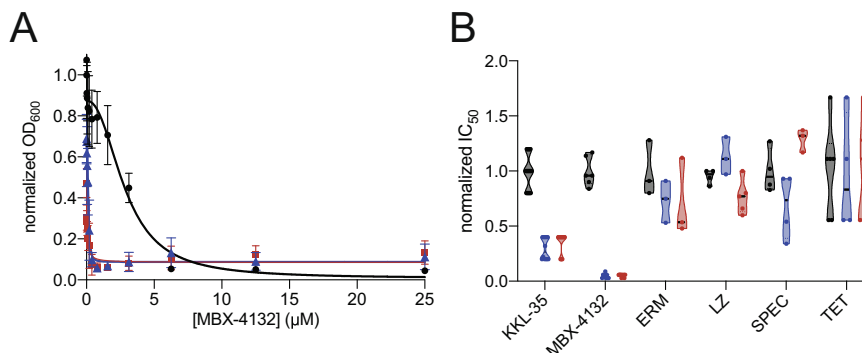 A
normalized OD600
1.0
0.8
0.6
0.4
0.2
0.0
0
5
10
15
20
25
[MBX-4132] (µM)
B
normalized IC50
2.0
1.5
1.0
0.5
0.0
KKL-35
MBX-4132
ERM
LZ
SPEC
TET